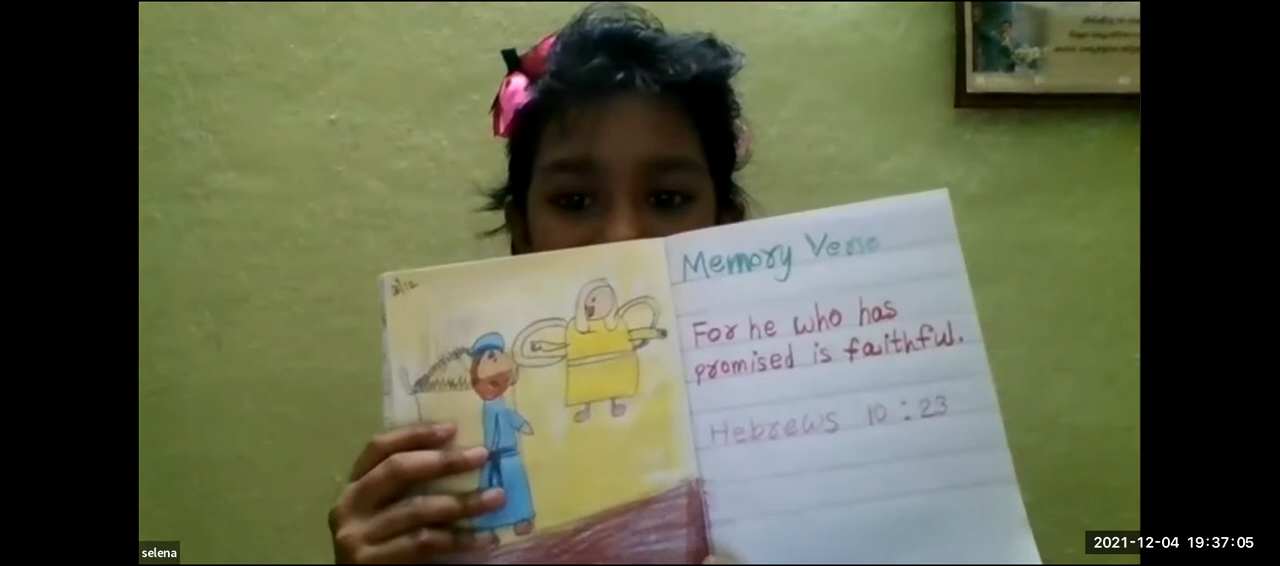 Memory Verse
For he who has
promised is faithful.
Hebrews 10 : 23
selena
2021-12-04 19:37:05